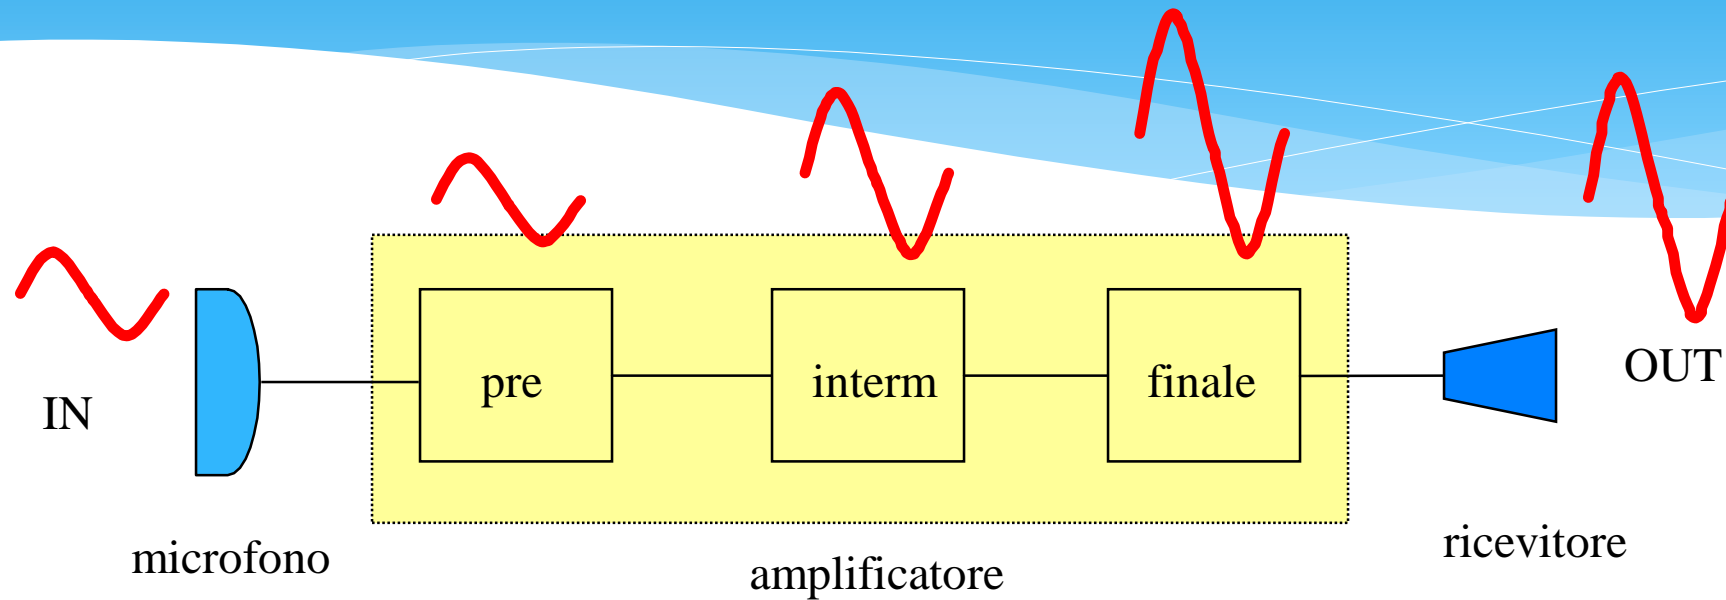 IN
pre
interm
finale
OUT
microfono
amplificatore
ricevitore